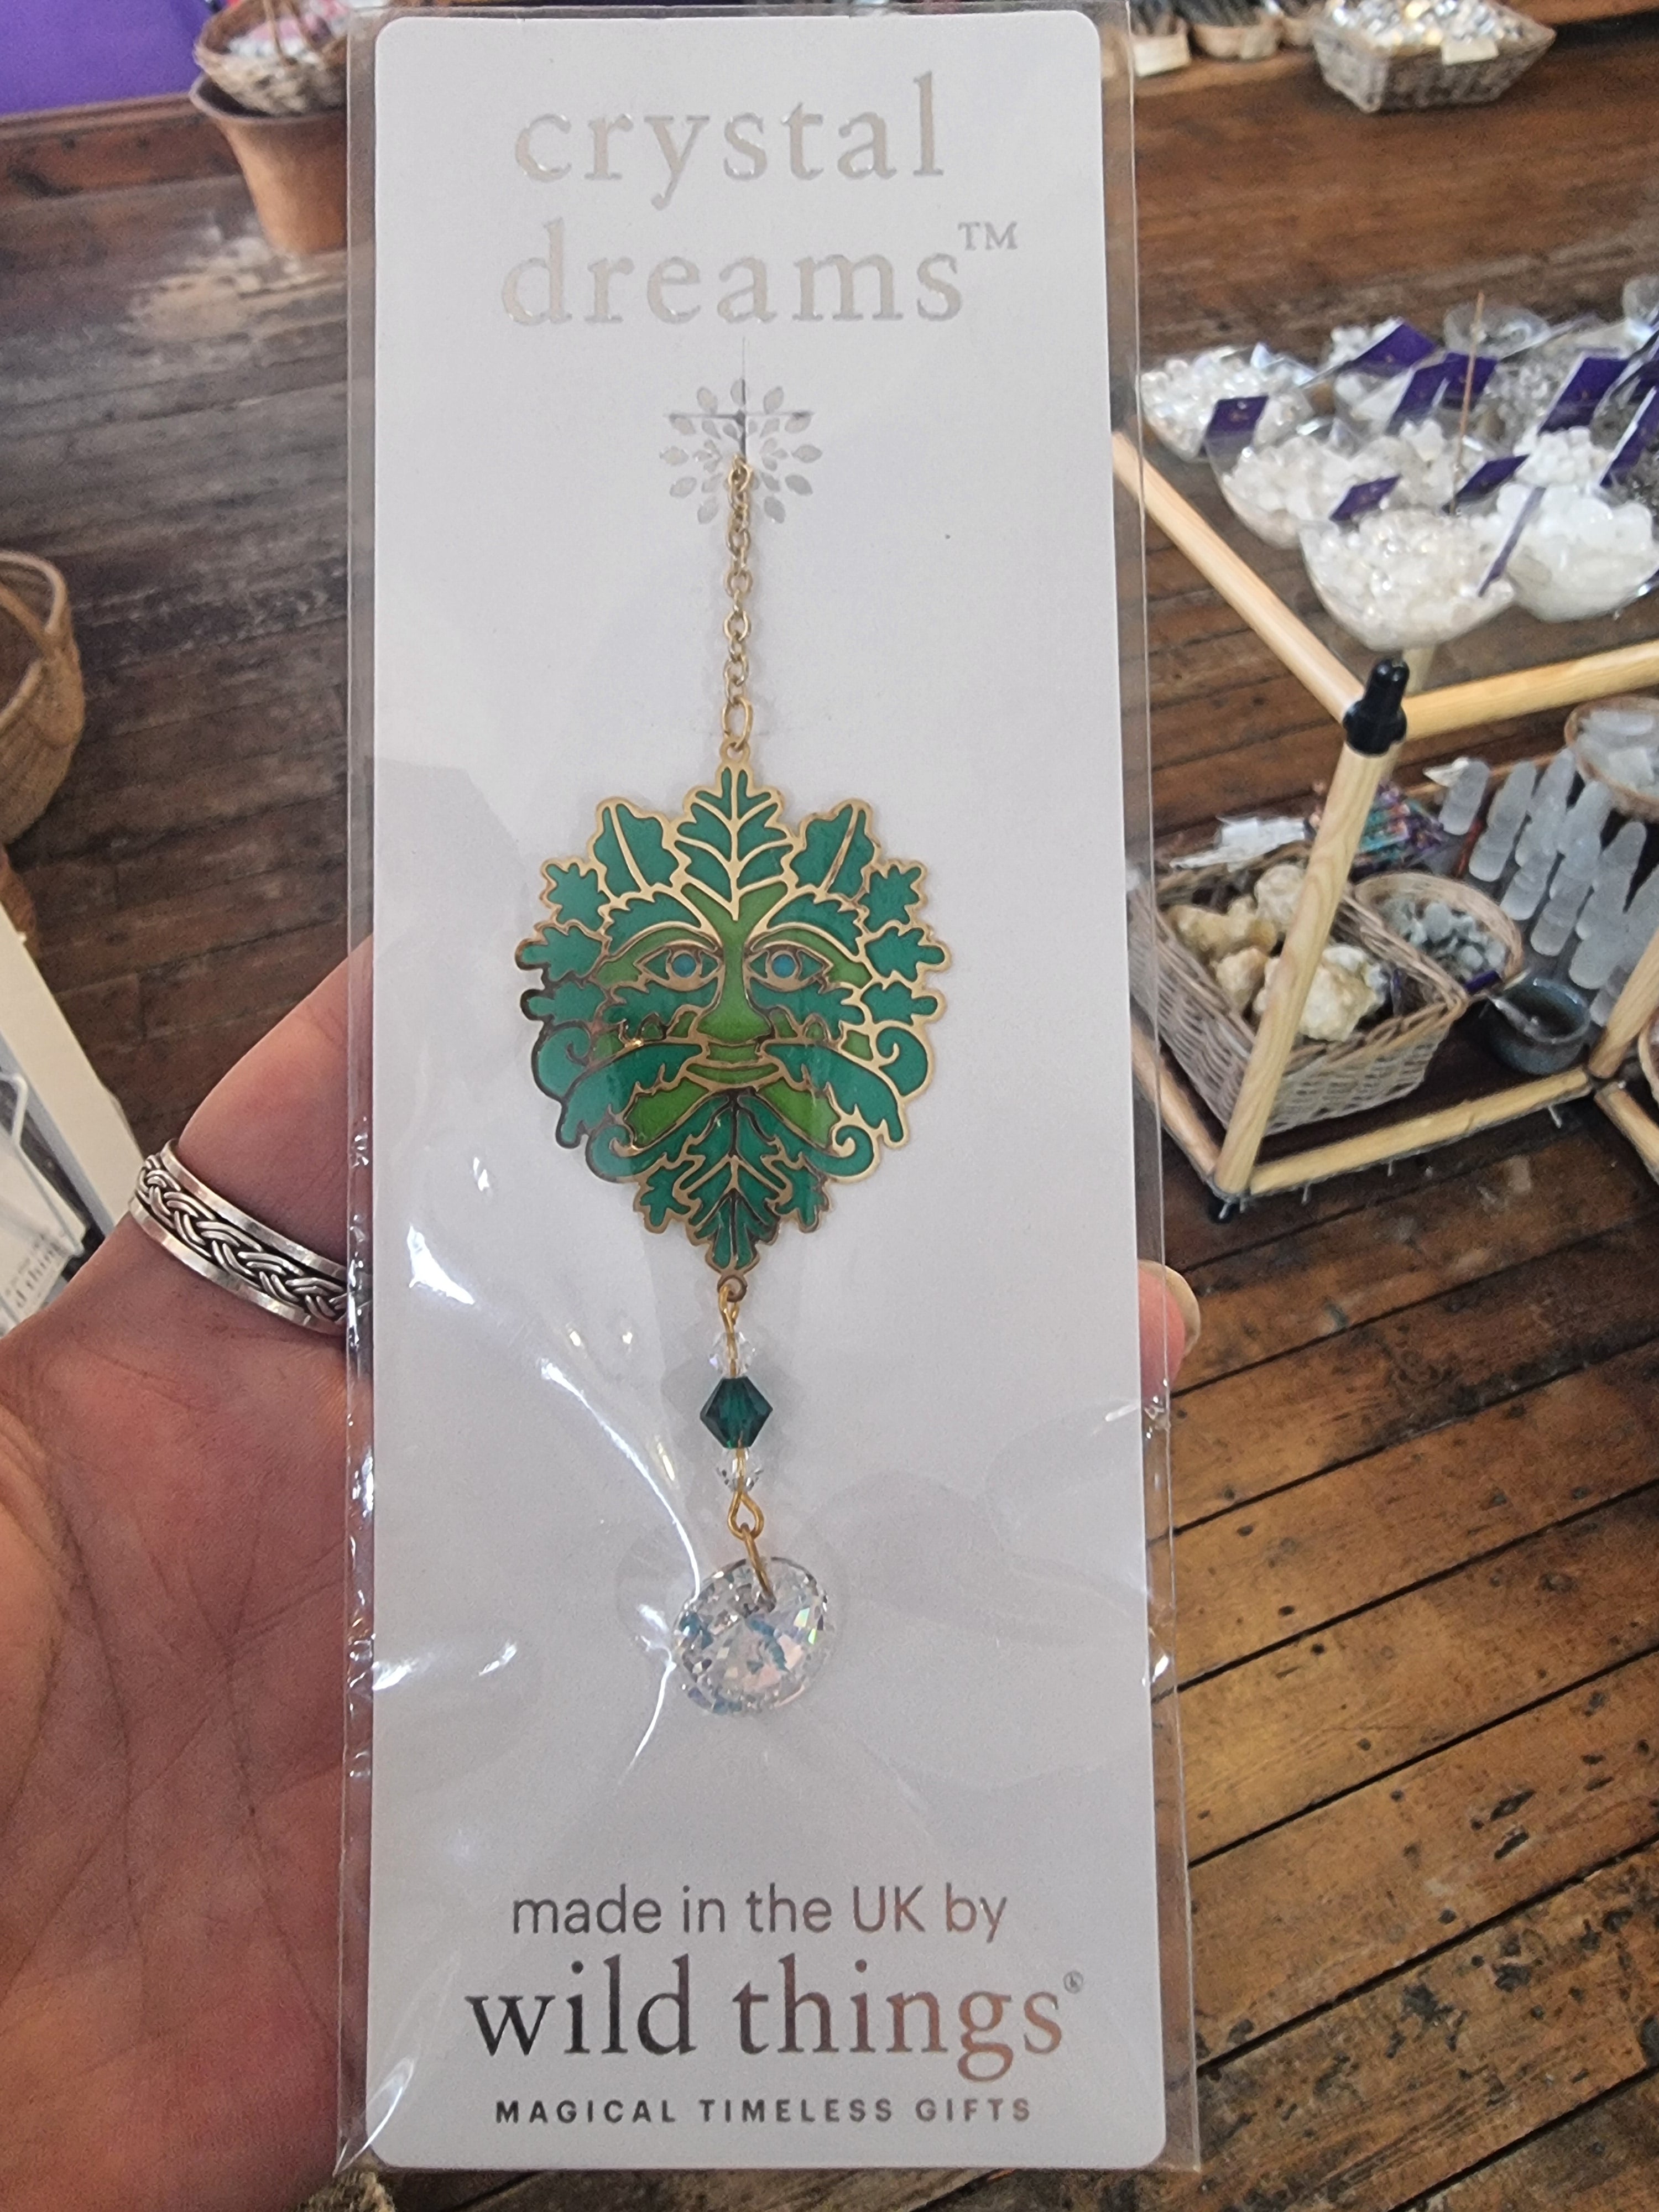 crystal
dreams™
made in the UK by
wild things®
MAGICAL TIMELESS GIFTS